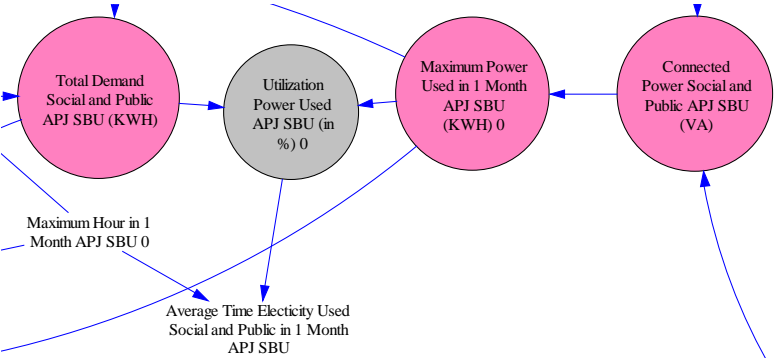 Total Demand
Social and Public
APJ SBU (KWH)
Utilization
Power Used
APJ SBU (in
%) 0
Maximum Power
Used in 1 Month
APJ SBU
(KWH) 0
Connected
Power Social and
Public APJ SBU
(VA)
Maximum Hour in 1
Month APJ SBU 0
Average Time Electicity Used
Social and Public in 1 Month
APJ SBU